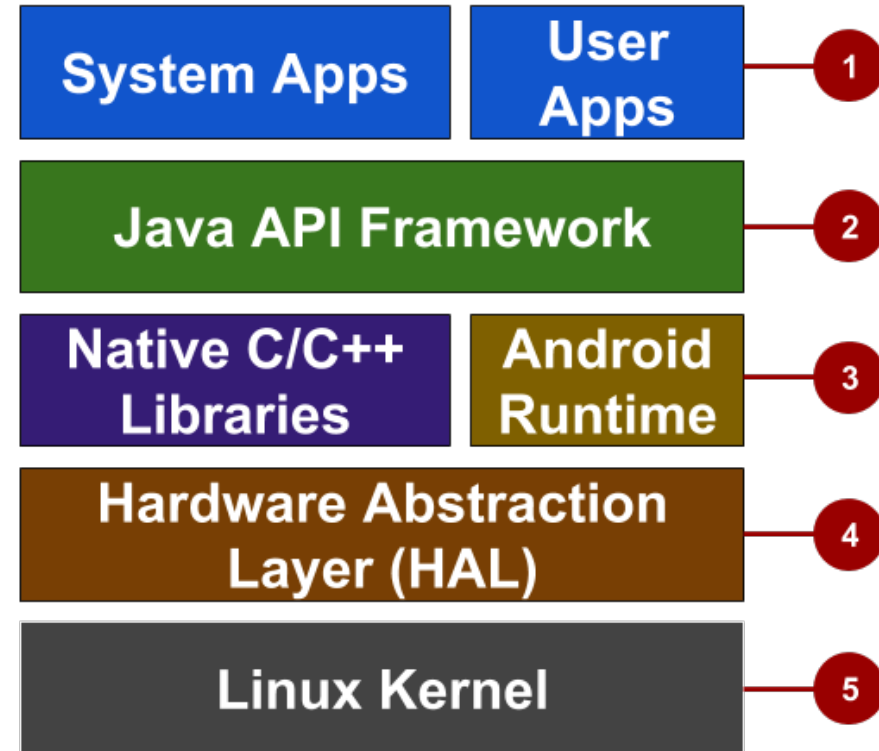 System Apps
User
Apps
1
Java API Framework
2
Native C/C++
Libraries
Android
Runtime
3
Hardware Abstraction
Layer (HAL)
4
Linux Kernel
5